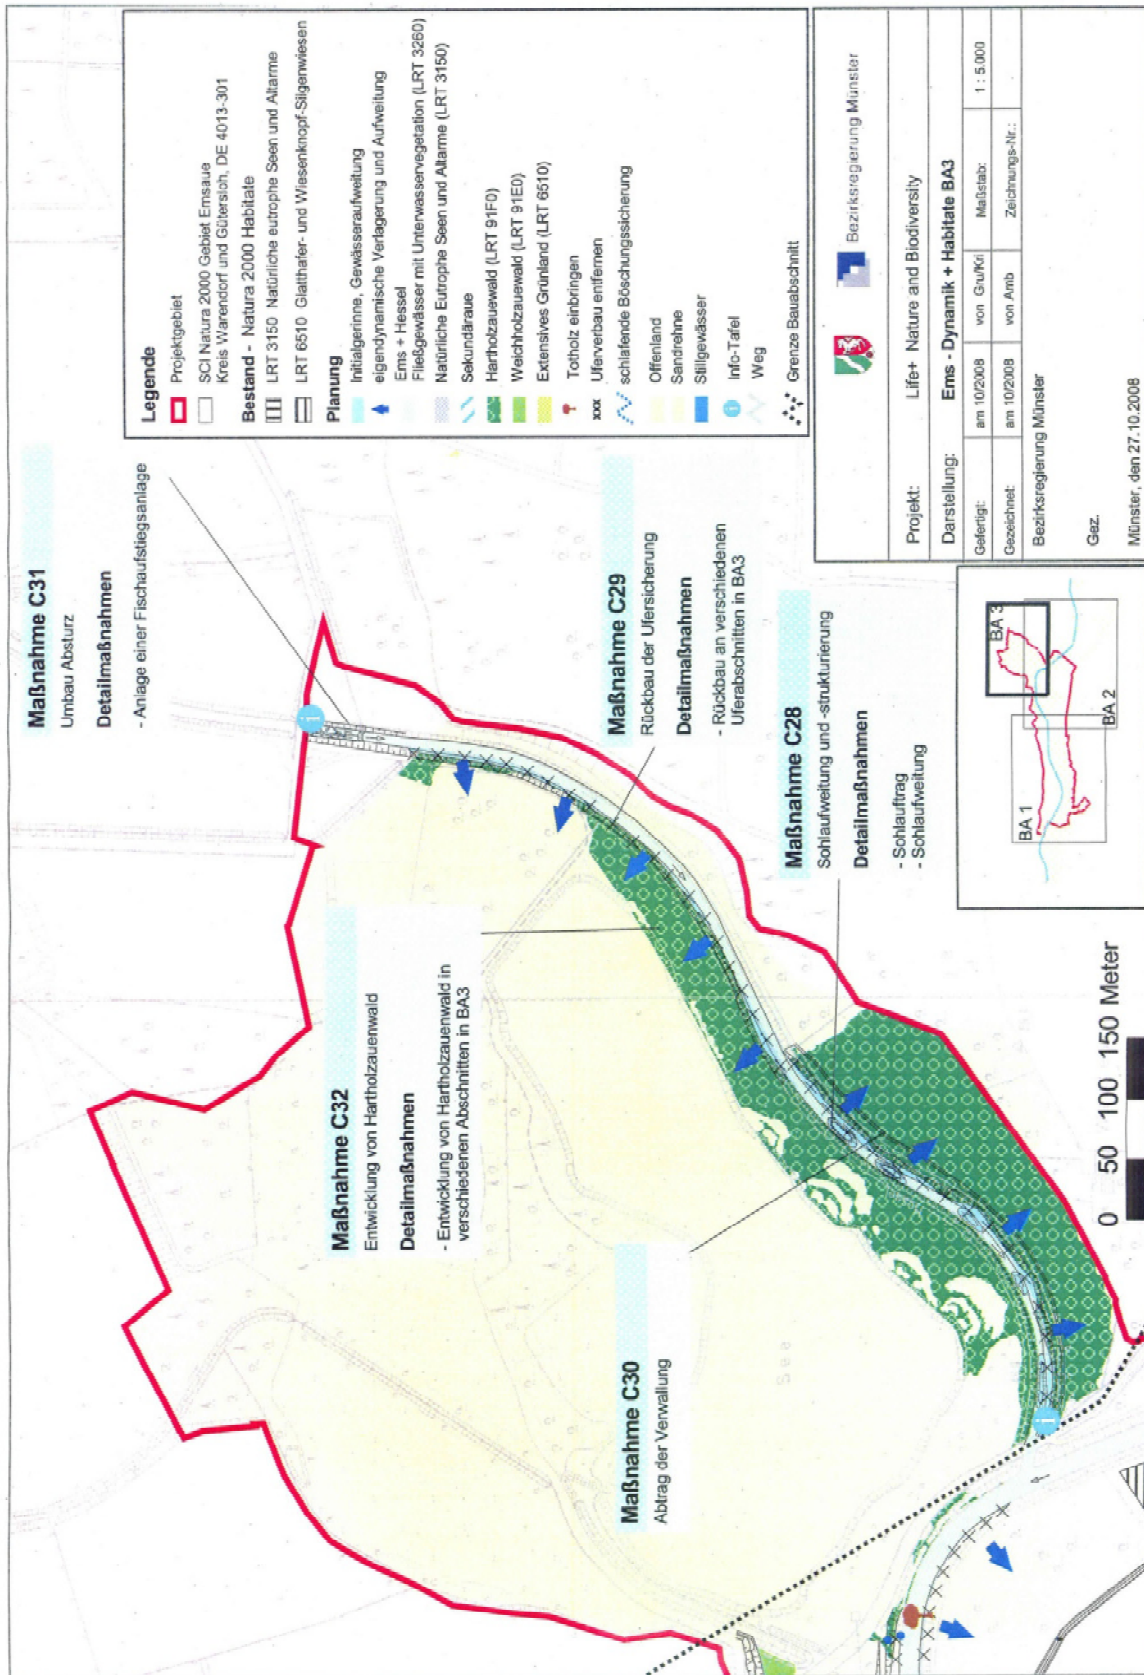 Maßnahme C31
Umbau Absturz
Detailmaßnahmen
- Anlage einer Fischaufstiegsanlage
Maßnahme C32
Entwicklung von Hartholzauenwald
Detailmaßnahmen
- Entwicklung von Hartholzauenwald in
verschiedenen Abschnitten in BA3
Maßnahme C30
Abtrag der Verwallung
See
Maßnahme C29
Rückbau der Ufersicherung
Detailmaßnahmen
- Rückbau an verschiedenen
Uferabschnitten in BA3
Maßnahme C28
Sohlaufweitung und -strukturierung
Detailmaßnahmen
- Sohlauftrag
- Sohlaufweitung
i
i
0 50 100 150 Meter
Legende
Projektgebiet
SCI Natura 2000 Gebiet Emsaue
Kreis Warendorf und Gütersloh, DE 4013-301
Bestand - Natura 2000 Habitate
LRT 3150 Natürliche eutrophe Seen und Altarme
LRT 6510 Glatthafer- und Wiesenknopf-Silgenwiesen
Planung
Initialgerinne, Gewässeraufweitung
eigendynamische Verlagerung und Aufweitung
Ems + Hessel
Fließgewässer mit Unterwasservegetation (LRT 3260)
Natürliche Eutrophe Seen und Altarme (LRT 3150)
Sekundäraue
Hartholzauewald (LRT 91F0)
Weichholzauewald (LRT 91E0)
Extensives Grünland (LRT 6510)
Totholz einbringen
xxx Uferverbau entfernen
schlafende Böschungssicherung
Offenland
Sandrehne
Stillgewässer
i Info-Tafel
Weg
Grenze Bauabschnitt
BA 1
BA 2
BA 3
Bezirksregierung Münster
Projekt: Life+ Nature and Biodiversity
Darstellung: Ems - Dynamik + Habitate BA3
Gefertigt: am 10/2008 von Gru/Kri Maßstab: 1 : 5.000
Gezeichnet: am 10/2008 von Amb Zeichnungs-Nr.:
Bezirksregierung Münster
Gez.
Münster, den 27.10.2008